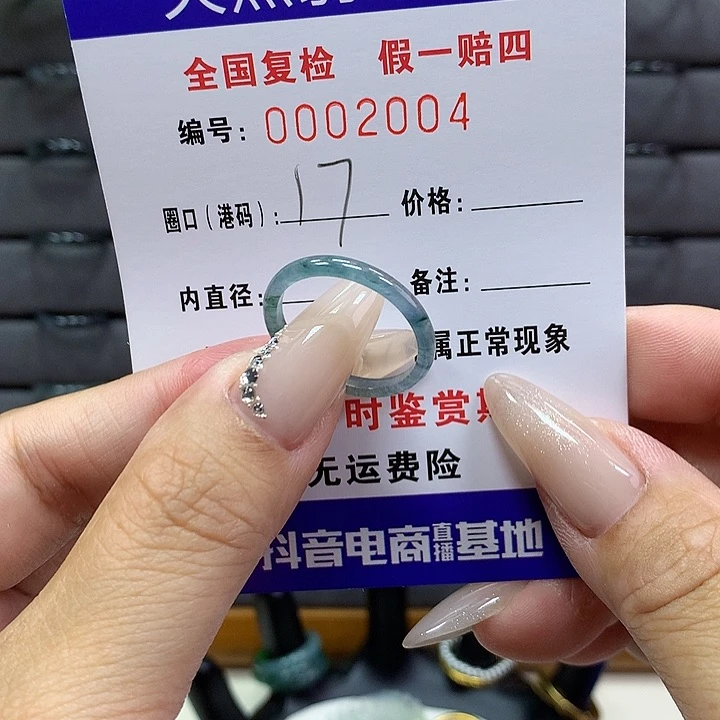 全国复检 假一赔四
编号: 0002004
圈口(港码): 17 价格:
内直径: 备注:
属正常现象
时鉴赏
无运费险
抖音电商直播基地